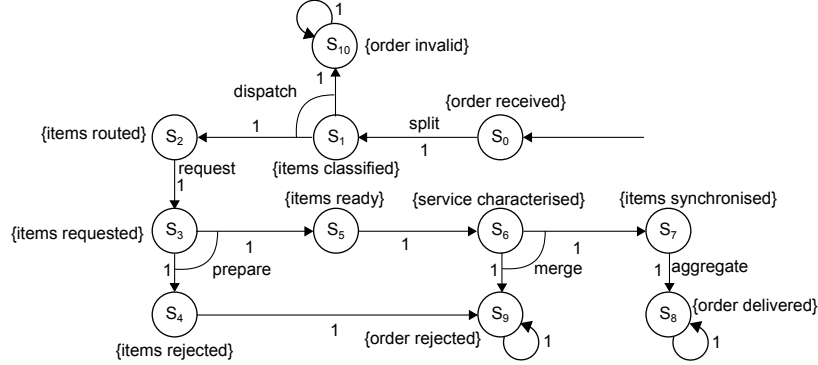 1
S10
{order invalid}
1
dispatch
{order received}
{items routed}
S2
1
S1
split
1
S0
{items classified}
request
1
{items ready}
{service characterised}
{items synchronised}
{items requested}
S3
1
S5
1
S6
1
S7
1
prepare
1
merge
1
aggregate
S4
1
{order rejected}
S9
1
S8
{order delivered}
1
{items rejected}